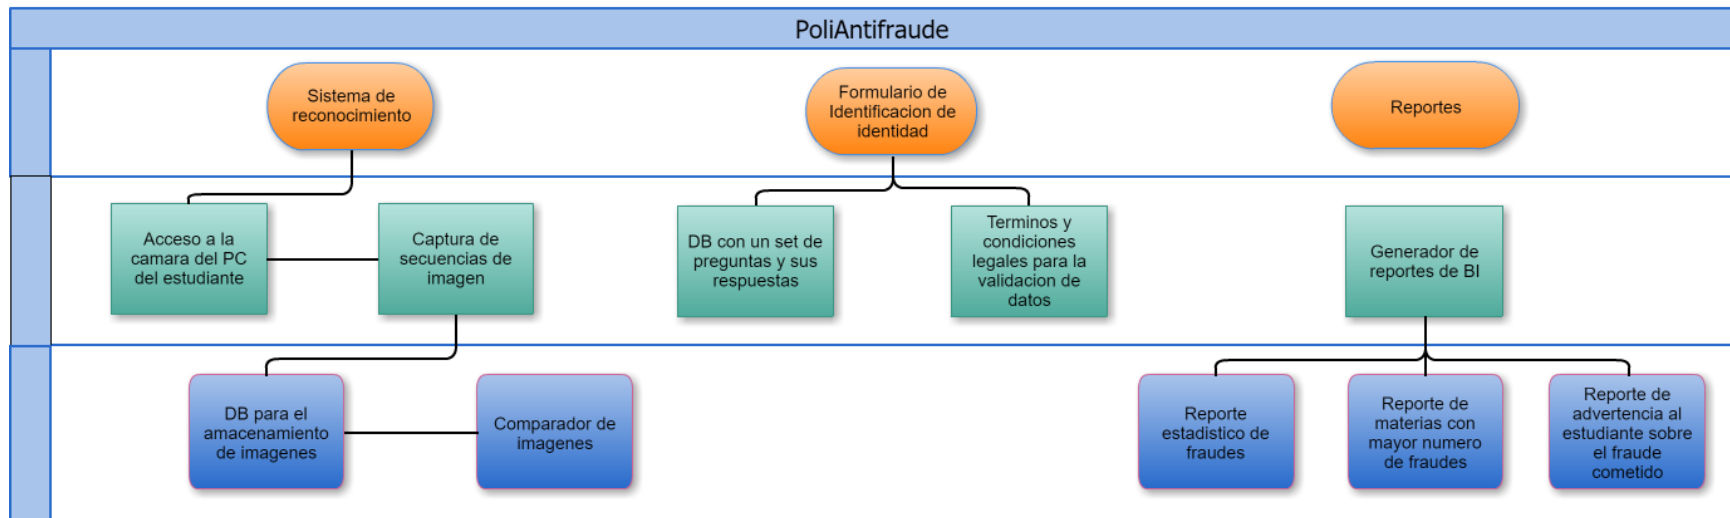 PoliAntifraude
Sistema de
reconocimiento
Formulario de
Identificacion de
identidad
Reportes
Acceso a la
camara del PC
del estudiante
Captura de
secuencias de
imagen
DB con un set de
preguntas y sus
respuestas
Terminos y
condiciones
legales para la
validacion de
datos
Generador de
reportes de BI
DB para el
amacenamiento
de imagenes
Comparador de
imagenes
Reporte
estadistico de
fraudes
Reporte de
materias con
mayor numero
de fraudes
Reporte de
advertencia al
estudiante sobre
el fraude
cometido